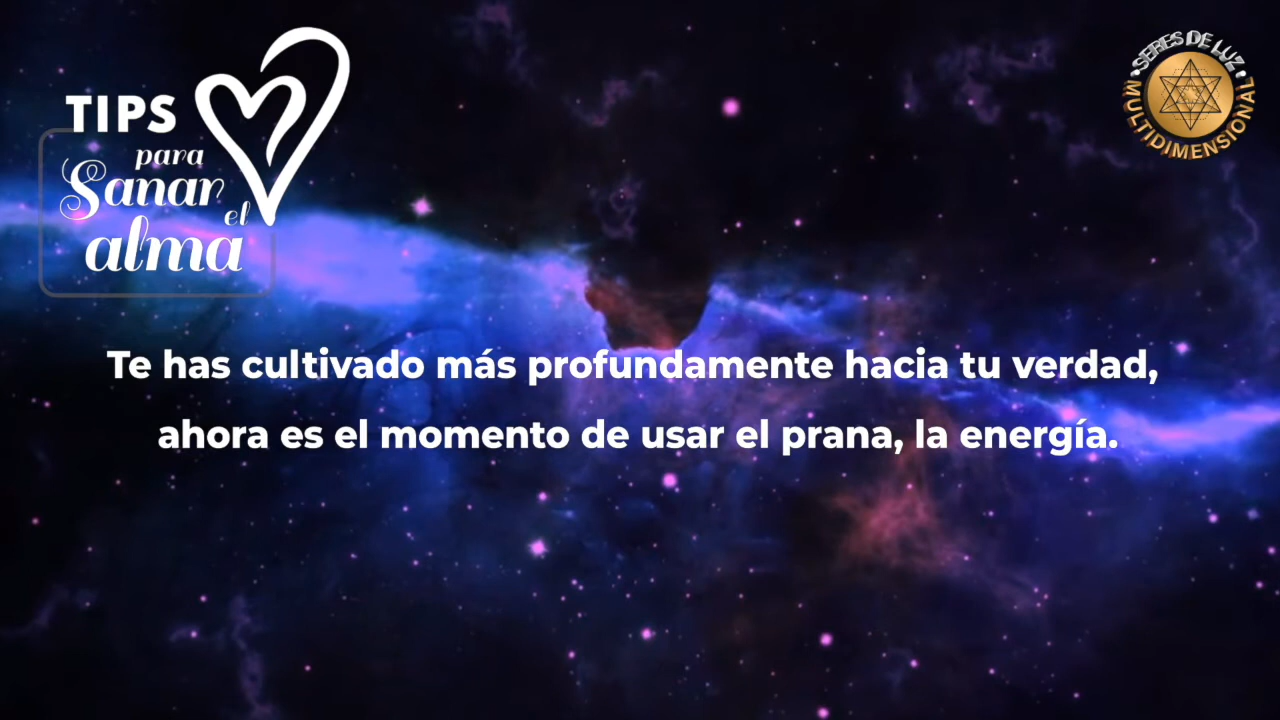 TIPS
para
Sanar
el
alma
SERES DE LUZ
MULTIDIMENSIONAL
Te has cultivado más profundamente hacia tu verdad,
ahora es el momento de usar el prana, la energía.